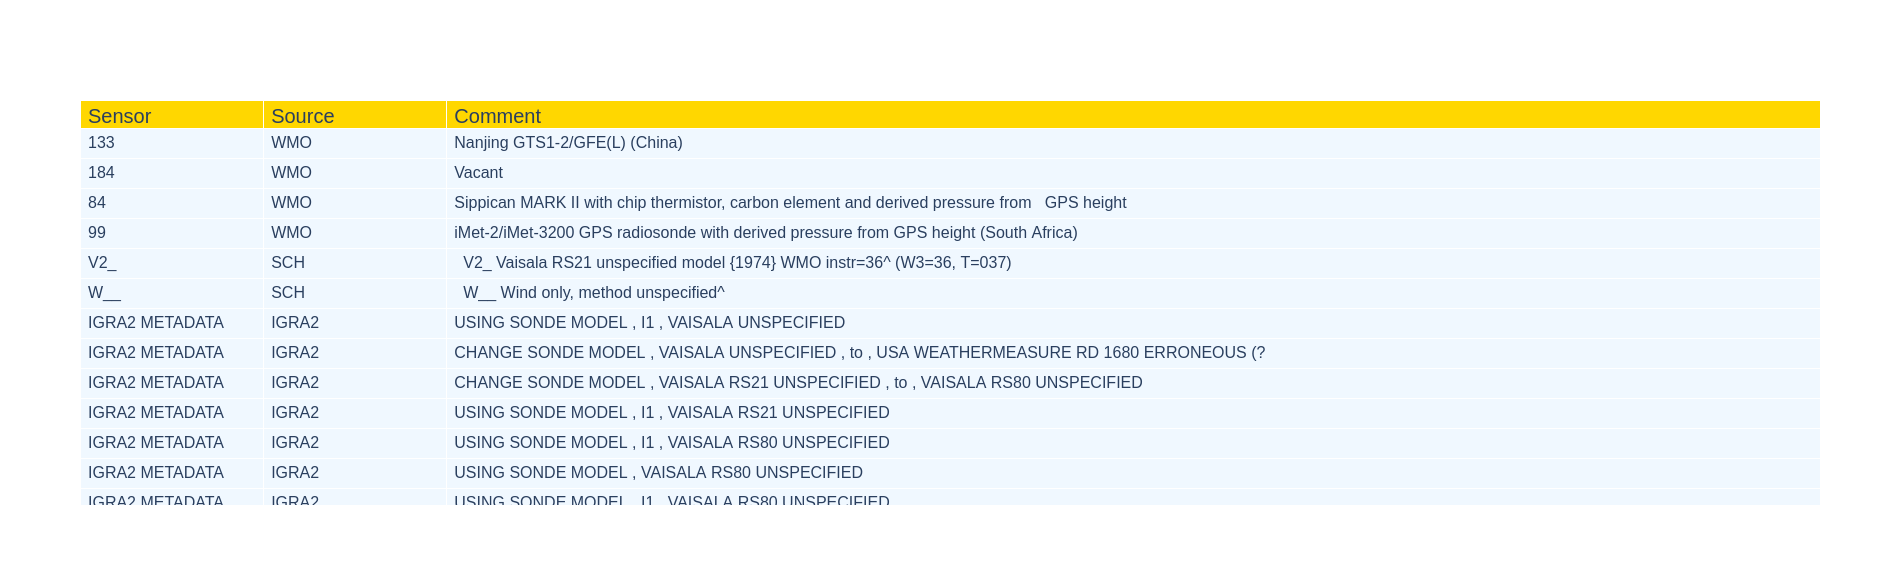 Sensor Source Comment
133 WMO Nanjing GTS1-2/GFE(L) (China)
184 WMO Vacant
84 WMO Sippican MARK II with chip thermistor, carbon element and derived pressure from   GPS height
99 WMO iMet-2/iMet-3200 GPS radiosonde with derived pressure from GPS height (South Africa)
V2_ SCH V2_ Vaisala RS21 unspecified model {1974} WMO instr=36^ (W3=36, T=037)
W__ SCH W__ Wind only, method unspecified^
IGRA2 METADATA IGRA2 USING SONDE MODEL , I1 , VAISALA UNSPECIFIED
IGRA2 METADATA IGRA2 CHANGE SONDE MODEL , VAISALA UNSPECIFIED , to , USA WEATHERMEASURE RD 1680 ERRONEOUS (?
IGRA2 METADATA IGRA2 CHANGE SONDE MODEL , VAISALA RS21 UNSPECIFIED , to , VAISALA RS80 UNSPECIFIED
IGRA2 METADATA IGRA2 USING SONDE MODEL , I1 , VAISALA RS21 UNSPECIFIED
IGRA2 METADATA IGRA2 USING SONDE MODEL , I1 , VAISALA RS80 UNSPECIFIED
IGRA2 METADATA IGRA2 USING SONDE MODEL , VAISALA RS80 UNSPECIFIED
IGRA2 METADATA IGRA2 USING SONDE MODEL , I1 , VAISALA RS80 UNSPECIFIED